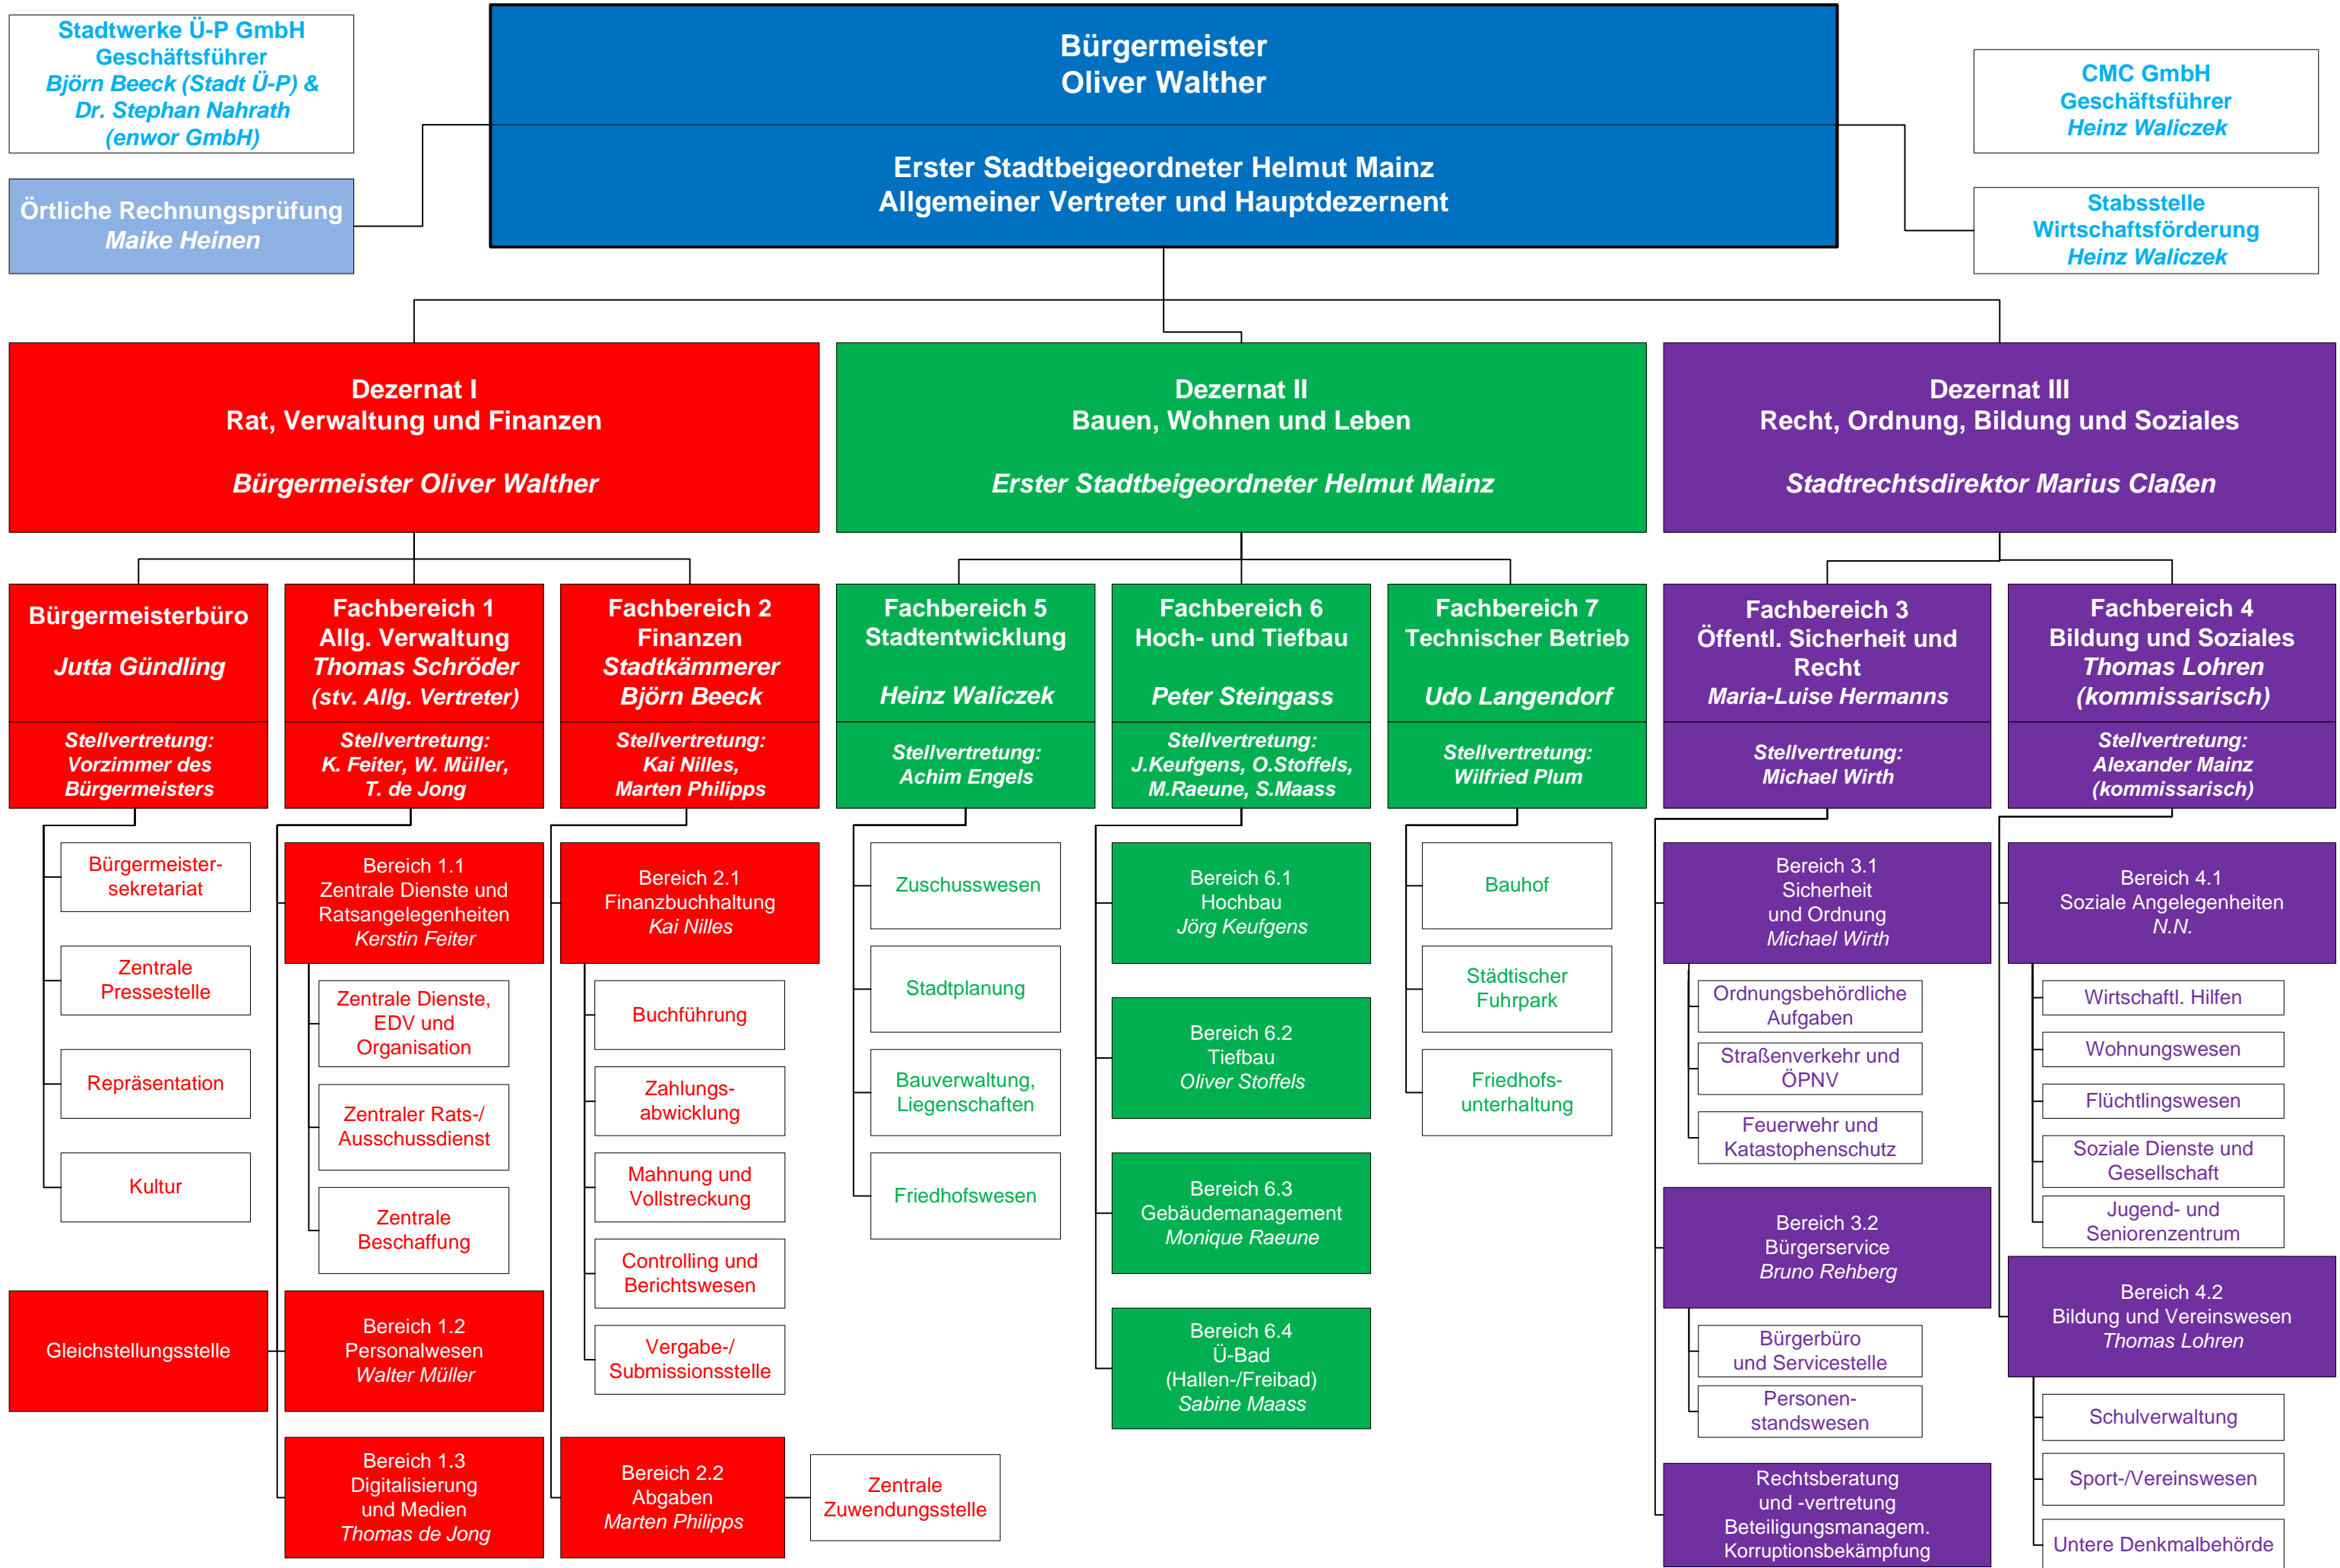 Stadtwerke Ü-P GmbH
Geschäftsführer
Björn Beeck (Stadt Ü-P) &
Dr. Stephan Nahrath
(enwor GmbH)
Örtliche Rechnungsprüfung
Maike Heinen
Bürgermeister
Oliver Walther
Erster Stadtbeigeordneter Helmut Mainz
Allgemeiner Vertreter und Hauptdezernent
CMC GmbH
Geschäftsführer
Heinz Waliczek
Stabsstelle
Wirtschaftsförderung
Heinz Waliczek
Dezernat I
Rat, Verwaltung und Finanzen
Bürgermeister Oliver Walther
Dezernat II
Bauen, Wohnen und Leben
Erster Stadtbeigeordneter Helmut Mainz
Dezernat III
Recht, Ordnung, Bildung und Soziales
Stadtrechtsdirektor Marius Claßen
Bürgermeisterbüro
Jutta Gündling
Stellvertretung:
Vorzimmer des
Bürgermeisters
Bürgermeister-
sekretariat
Zentrale
Pressestelle
Repräsentation
Kultur
Gleichstellungsstelle
Fachbereich 1
Allg. Verwaltung
Thomas Schröder
(stv. Allg. Vertreter)
Stellvertretung:
K. Feiter, W. Müller,
T. de Jong
Bereich 1.1
Zentrale Dienste und
Ratsangelegenheiten
Kerstin Feiter
Zentrale Dienste,
EDV und
Organisation
Zentraler Rats-/
Ausschussdienst
Zentrale
Beschaffung
Bereich 1.2
Personalwesen
Walter Müller
Bereich 1.3
Digitalisierung
und Medien
Thomas de Jong
Fachbereich 2
Finanzen
Stadtkämmerer
Björn Beeck
Stellvertretung:
Kai Nilles,
Marten Philipps
Bereich 2.1
Finanzbuchhaltung
Kai Nilles
Buchführung
Zahlungs-
abwicklung
Mahnung und
Vollstreckung
Controlling und
Berichtswesen
Vergabe-/
Submissionsstelle
Bereich 2.2
Abgaben
Marten Philipps
Zentrale
Zuwendungsstelle
Fachbereich 5
Stadtentwicklung
Heinz Waliczek
Stellvertretung:
Achim Engels
Zuschusswesen
Stadtplanung
Bauverwaltung,
Liegenschaften
Friedhofswesen
Fachbereich 6
Hoch- und Tiefbau
Peter Steingass
Stellvertretung:
J.Keufgens, O.Stoffels,
M.Raeune, S.Maass
Bereich 6.1
Hochbau
Jörg Keufgens
Bereich 6.2
Tiefbau
Oliver Stoffels
Bereich 6.3
Gebäudemanagement
Monique Raeune
Bereich 6.4
Ü-Bad
(Hallen-/Freibad)
Sabine Maass
Fachbereich 7
Technischer Betrieb
Udo Langendorf
Stellvertretung:
Wilfried Plum
Bauhof
Städtischer
Fuhrpark
Friedhofs-
unterhaltung
Fachbereich 3
Öffentl. Sicherheit und
Recht
Maria-Luise Hermanns
Stellvertretung:
Michael Wirth
Bereich 3.1
Sicherheit
und Ordnung
Michael Wirth
Ordnungsbehördliche
Aufgaben
Straßenverkehr und
ÖPNV
Feuerwehr und
Katastophenschutz
Bereich 3.2
Bürgerservice
Bruno Rehberg
Bürgerbüro
und Servicestelle
Personen-
standswesen
Rechtsberatung
und -vertretung
Beteiligungsmanagem.
Korruptionsbekämpfung
Fachbereich 4
Bildung und Soziales
Thomas Lohren
(kommissarisch)
Stellvertretung:
Alexander Mainz
(kommissarisch)
Bereich 4.1
Soziale Angelegenheiten
N.N.
Wirtschaftl. Hilfen
Wohnungswesen
Flüchtlingswesen
Soziale Dienste und
Gesellschaft
Jugend- und
Seniorenzentrum
Bereich 4.2
Bildung und Vereinswesen
Thomas Lohren
Schulverwaltung
Sport-/Vereinswesen
Untere Denkmalbehörde